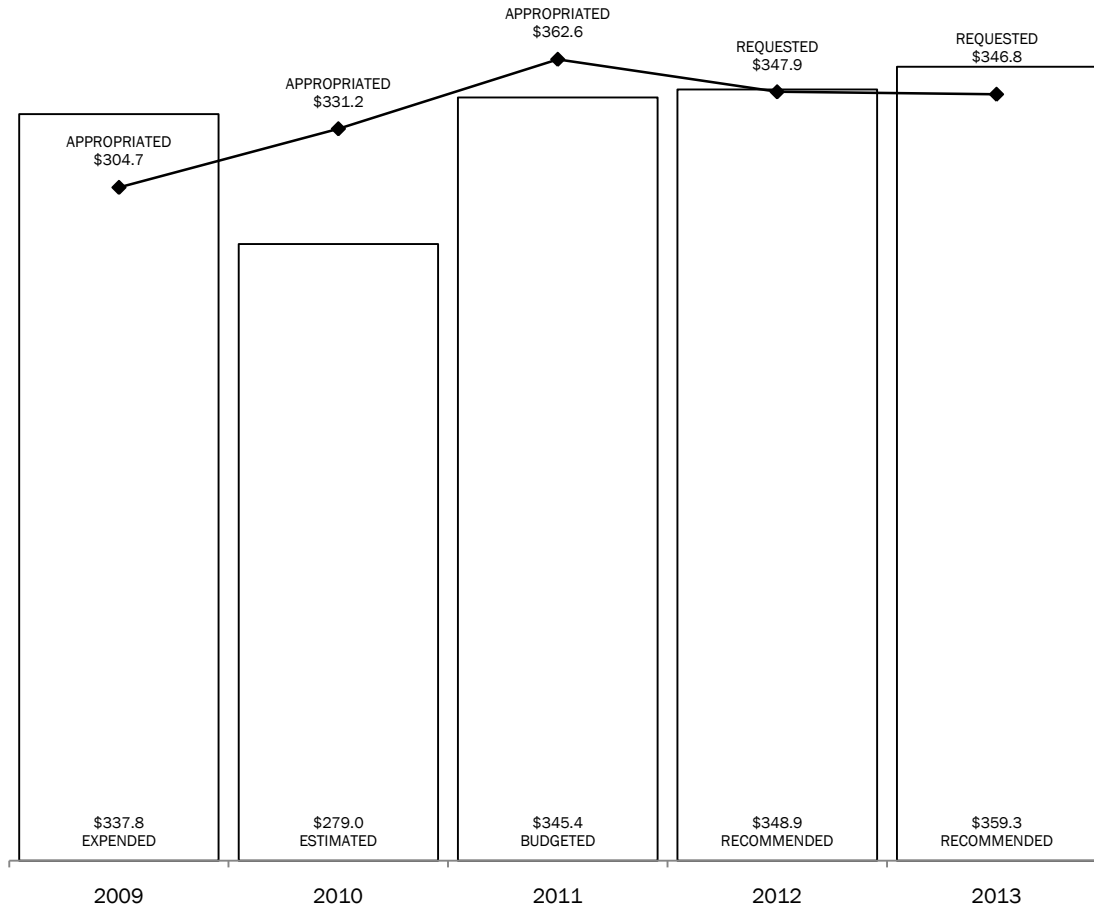 APPROPRIATED
$362.6
REQUESTED
$347.9
REQUESTED
$346.8
APPROPRIATED
$331.2
APPROPRIATED
$304.7
$337.8
EXPENDED
$279.0
ESTIMATED
$345.4
BUDGETED
$348.9
RECOMMENDED
$359.3
RECOMMENDED
2009
2010
2011
2012
2013